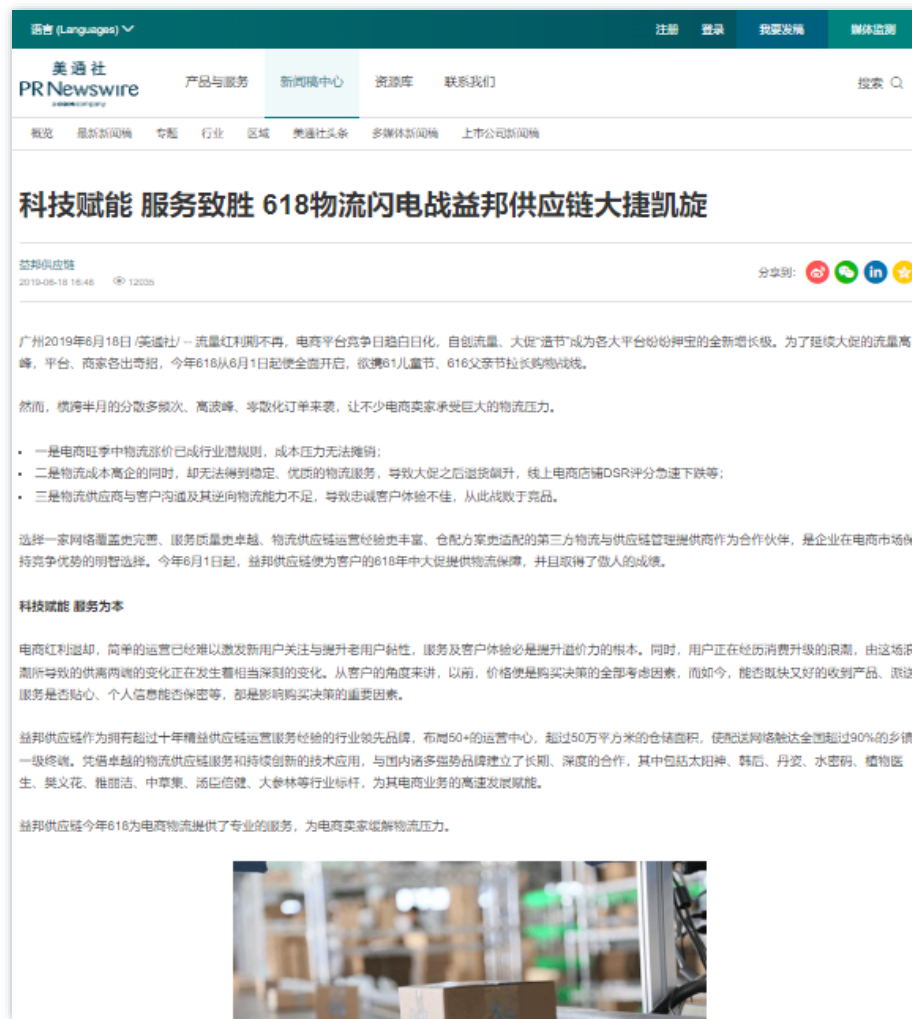 语言 (Languages)
注册 登录 我要发稿 媒体监测
美通社
PR Newswire
a cision company
产品与服务 新闻稿中心 资源库 联系我们
搜索
概览 最新新闻稿 专题 行业 区域 美通社头条 多媒体新闻稿 上市公司新闻稿
科技赋能 服务致胜 618物流闪电战益邦供应链大捷凯旋
益邦供应链
2019-06-18 16:46 12035
分享到:
广州2019年6月18日 /美通社/ -- 流量红利期不再，电商平台竞争日趋白日化，自创流量、大促"造节"成为各大平台纷纷押宝的全新增长极。为了延续大促的流量高
峰，平台、商家各出奇招，今年618从6月1日起便全面开启，欲携61儿童节、616父亲节拉长购物战线。
然而，横跨半月的分散多频次、高波峰、零散化订单来袭，让不少电商卖家承受巨大的物流压力。
• 一是电商旺季中物流涨价已成行业潜规则，成本压力无法摊销；
• 二是物流成本高企的同时，却无法得到稳定、优质的物流服务，导致大促之后退货飙升，线上电商店铺DSR评分急速下跌等；
• 三是物流供应商与客户沟通及其逆向物流能力不足，导致忠诚客户体验不佳，从此战败于竞品。
选择一家网络覆盖更完善、服务质量更卓越、物流供应链运营经验更丰富、仓配方案更适配的第三方物流与供应链管理提供商作为合作伙伴，是企业在电商市场保
持竞争优势的明智选择。今年6月1日起，益邦供应链便为客户的618年中大促提供物流保障，并且取得了傲人的成绩。
科技赋能 服务为本
电商红利退却，简单的运营已经难以激发新用户关注与提升老用户黏性，服务及客户体验必是提升溢价力的根本。同时，用户正在经历消费升级的浪潮，由这场浪
潮所导致的供需两端的变化正在发生着相当深刻的变化。从客户的角度来讲，以前，价格便是购买决策的全部考虑因素，而如今，能否既快又好的收到产品、派送
服务是否贴心、个人信息能否保密等，都是影响购买决策的重要因素。
益邦供应链作为拥有超过十年精益供应链运营服务经验的行业领先品牌，布局50+的运营中心，超过50万平方米的仓储面积，使配送网络触达全国超过90%的乡镇
一级终端。凭借卓越的物流供应链服务和持续创新的技术应用，与国内诸多强势品牌建立了长期、深度的合作，其中包括太阳神、韩后、丹姿、水密码、植物医
生、樊文花、雅丽洁、中草集、汤臣倍健、大参林等行业标杆，为其电商业务的高速发展赋能。
益邦供应链今年618为电商物流提供了专业的服务，为电商卖家缓解物流压力。